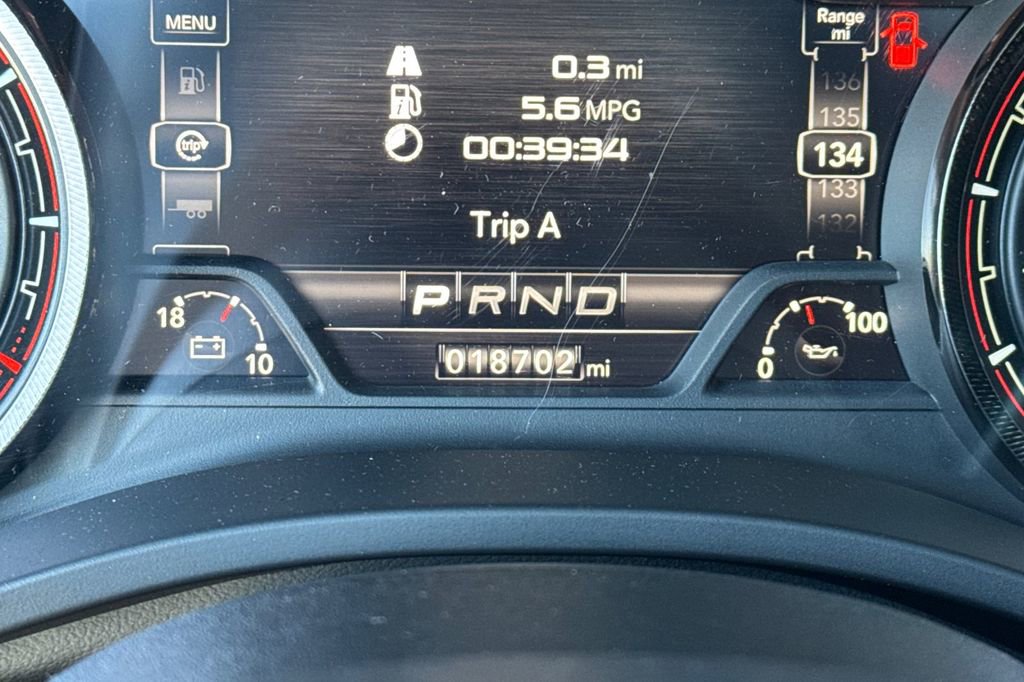 MENU
Range
mi
0.3 mi
136
5.6 MPG
135
trip
00:39:34
134
133
132
Trip A
PRND
18
10
018702 mi
100
0